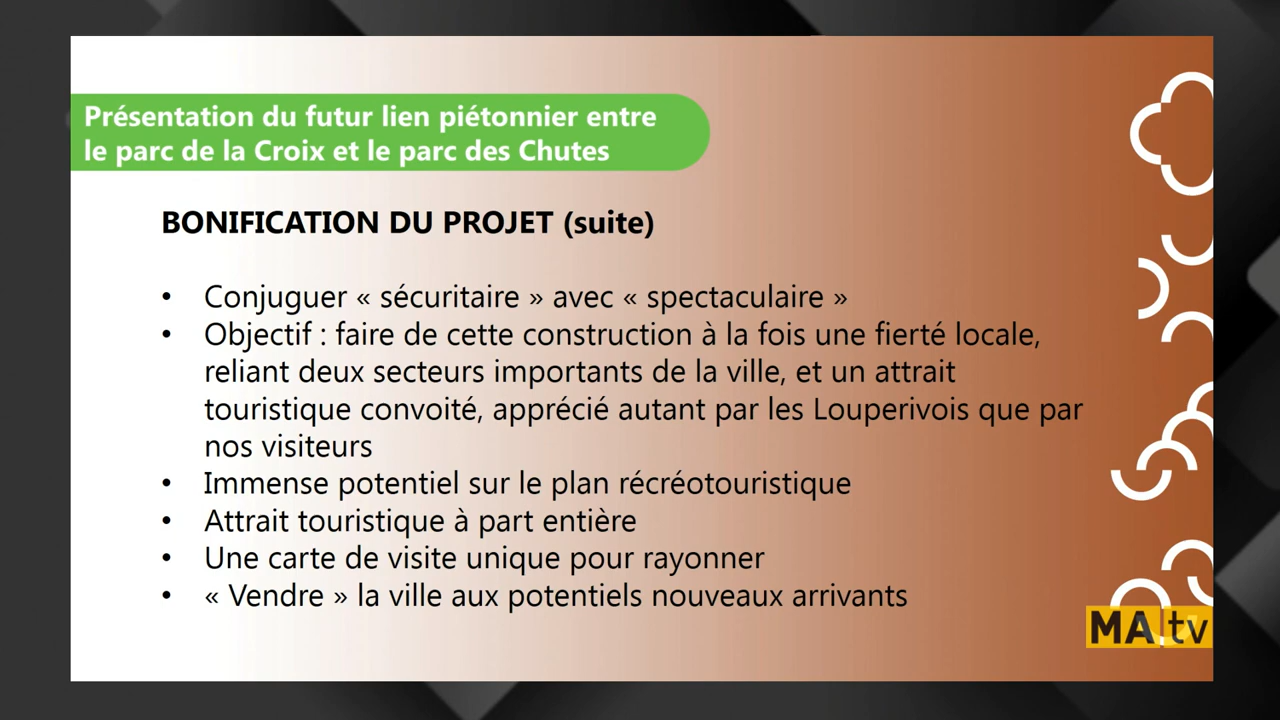 Présentation du futur lien piétonnier entre
le parc de la Croix et le parc des Chutes
BONIFICATION DU PROJET (suite)
• Conjuguer « sécuritaire » avec « spectaculaire »
• Objectif : faire de cette construction à la fois une fierté locale,
reliant deux secteurs importants de la ville, et un attrait
touristique convoité, apprécié autant par les Louperivois que par
nos visiteurs
• Immense potentiel sur le plan récréotouristique
• Attrait touristique à part entière
• Une carte de visite unique pour rayonner
• « Vendre » la ville aux potentiels nouveaux arrivants
MA|tv